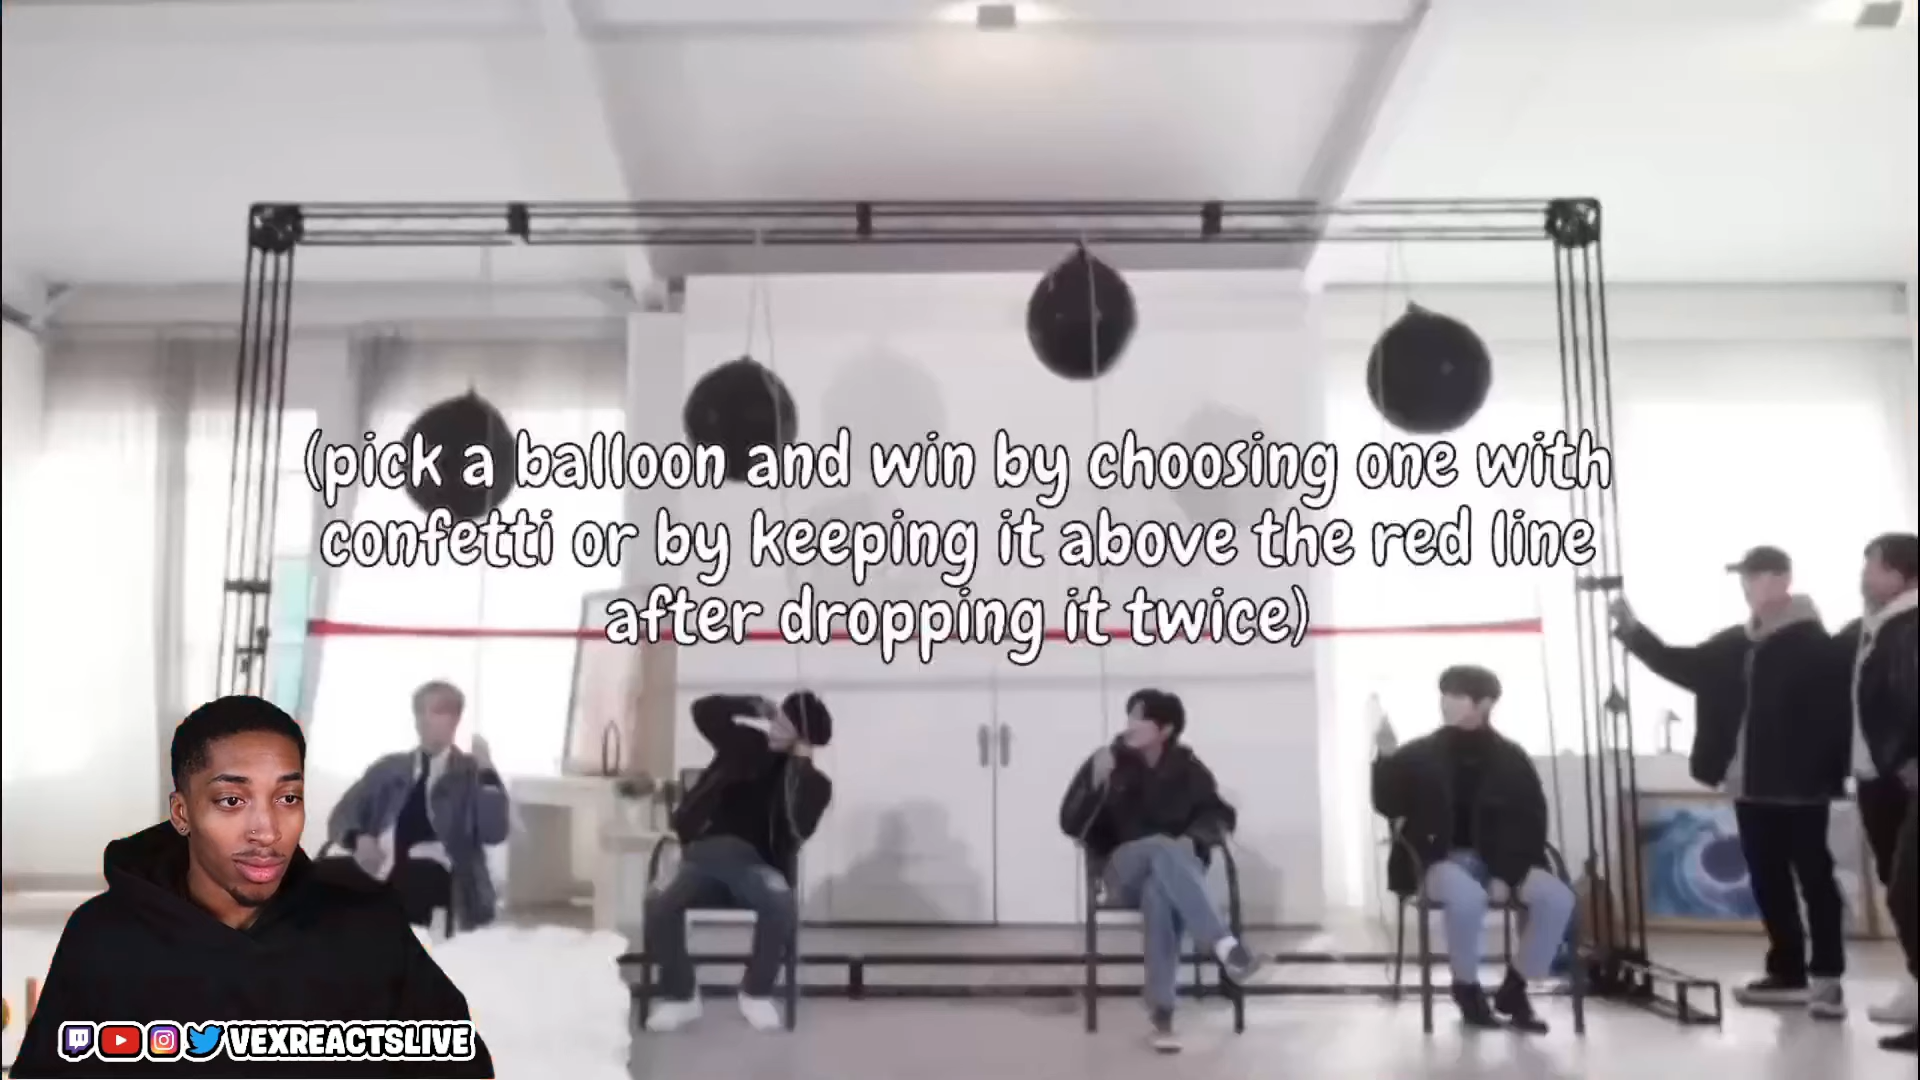 (pick a balloon and win by choosing one with
confetti or by keeping it above the red line
after dropping it twice)
VEXREACTSLIVE